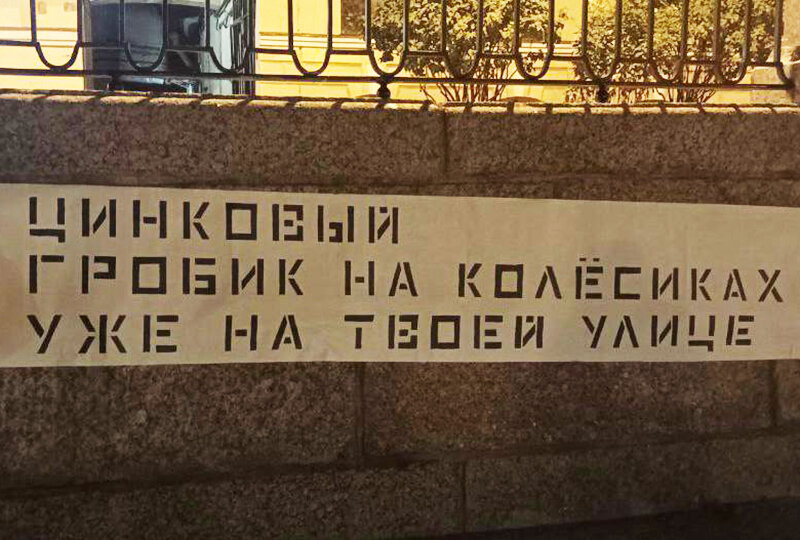 ЦИНКОВЫЙ
ГРОБИК НА КОЛЁСИКАХ
УЖЕ НА ТВОЕЙ УЛИЦЕ